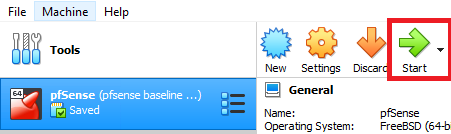 File Machine Help
Tools
New Settings Discard Start
64
pfSense (pfsense baseline ...)
Saved
General
Name: pfSense
Operating System: FreeBSD (64-b